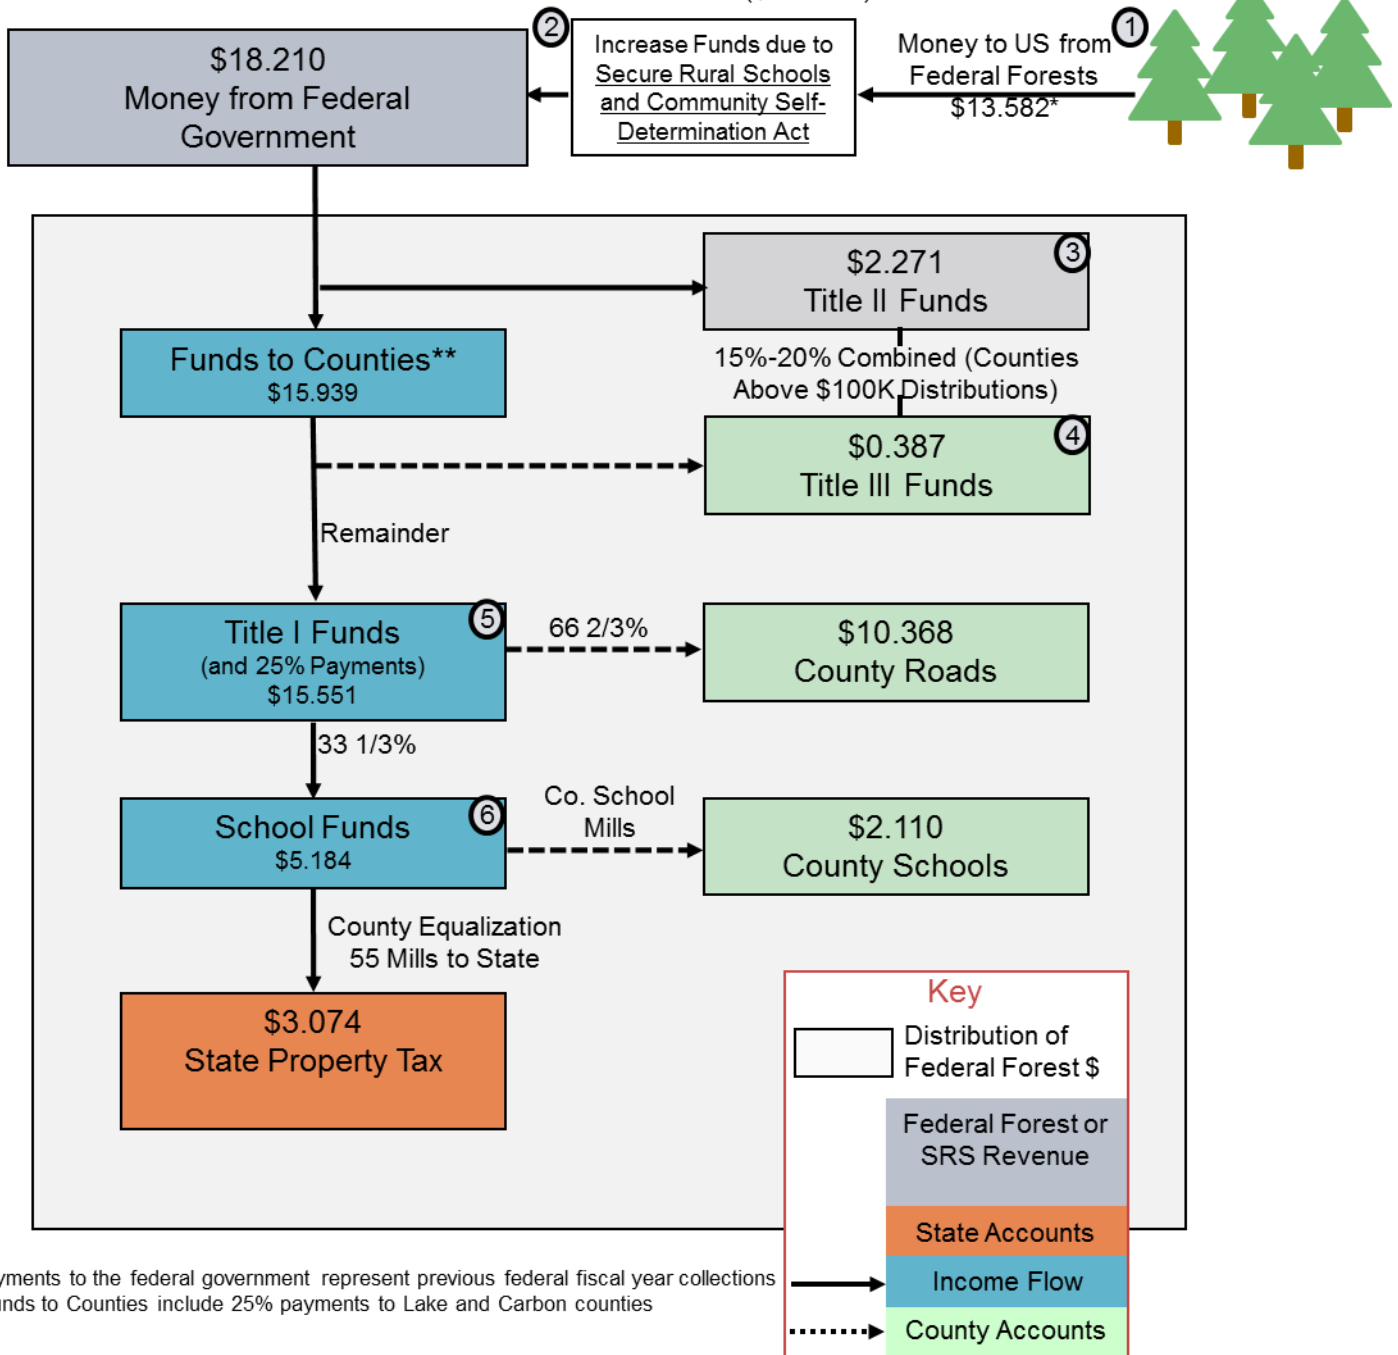 2
$18.210
Money from Federal
Government
Increase Funds due to
Secure Rural Schools
and Community Self-
Determination Act
1
Money to US from
Federal Forests
$13.582*
3
$2.271
Title II Funds
Funds to Counties**
$15.939
15%-20% Combined (Counties
Above $100K Distributions)
4
$0.387
Title III Funds
Remainder
5
Title I Funds
(and 25% Payments)
$15.551
66 2/3%
$10.368
County Roads
33 1/3%
6
School Funds
$5.184
Co. School
Mills
$2.110
County Schools
County Equalization
55 Mills to State
$3.074
State Property Tax
Key
Distribution of
Federal Forest $
Federal Forest or
SRS Revenue
State Accounts
Income Flow
County Accounts
to the federal government represent previous federal fiscal year collections
to Counties include 25% payments to Lake and Carbon counties